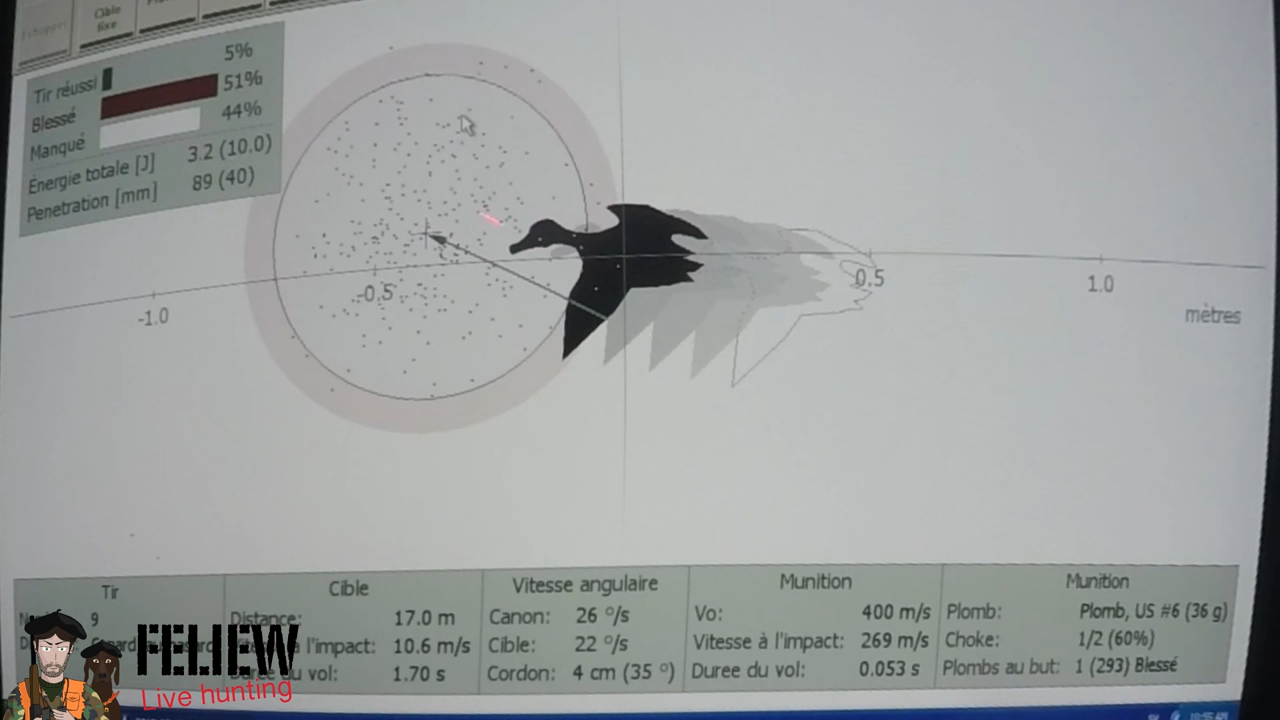 Echapper
Cible
fixe
Tir réussi 5%
Blessé 51%
Manqué 44%
Énergie totale [J] 3.2 (10.0)
Penetration [mm] 89 (40)
-1.0 -0.5 0.5 1.0
mètres
Tir
9
Cible
Distance: 17.0 m
l'impact: 10.6 m/s
du vol: 1.70 s
Vitesse angulaire
Canon: 26 °/s
Cible: 22 °/s
Cordon: 4 cm (35 °)
Munition
Vo: 400 m/s
Vitesse à l'impact: 269 m/s
Duree du vol: 0.053 s
Munition
Plomb: Plomb, US #6 (36 g)
Choke: 1/2 (60%)
Plombs au but: 1 (293) Blessé
FELIEW
Live hunting